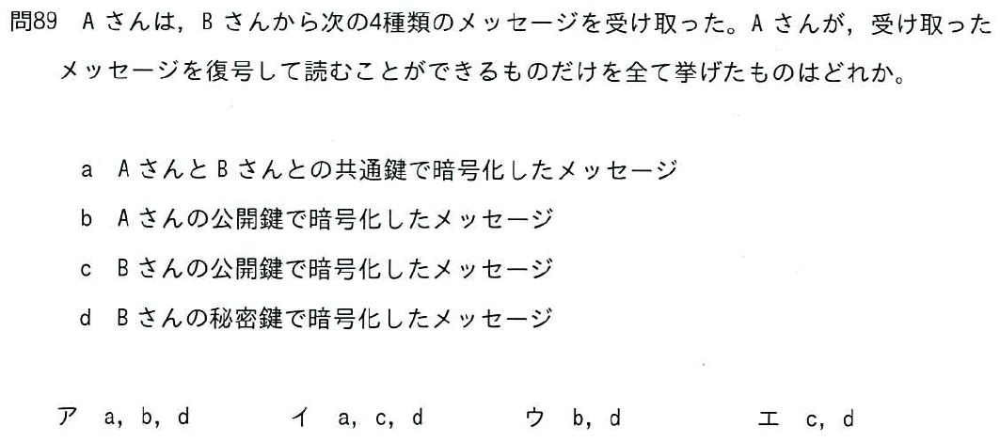 問89 Aさんは，Bさんから次の4種類のメッセージを受け取った。Aさんが，受け取った
メッセージを復号して読むことができるものだけを全て挙げたものはどれか。
a Aさんと B さんとの共通鍵で暗号化したメッセージ
b Aさんの公開鍵で暗号化したメッセージ
c Bさんの公開鍵で暗号化したメッセージ
d Bさんの秘密鍵で暗号化したメッセージ
ア a，b，d イ a，c，d ウ b，d エ c，d